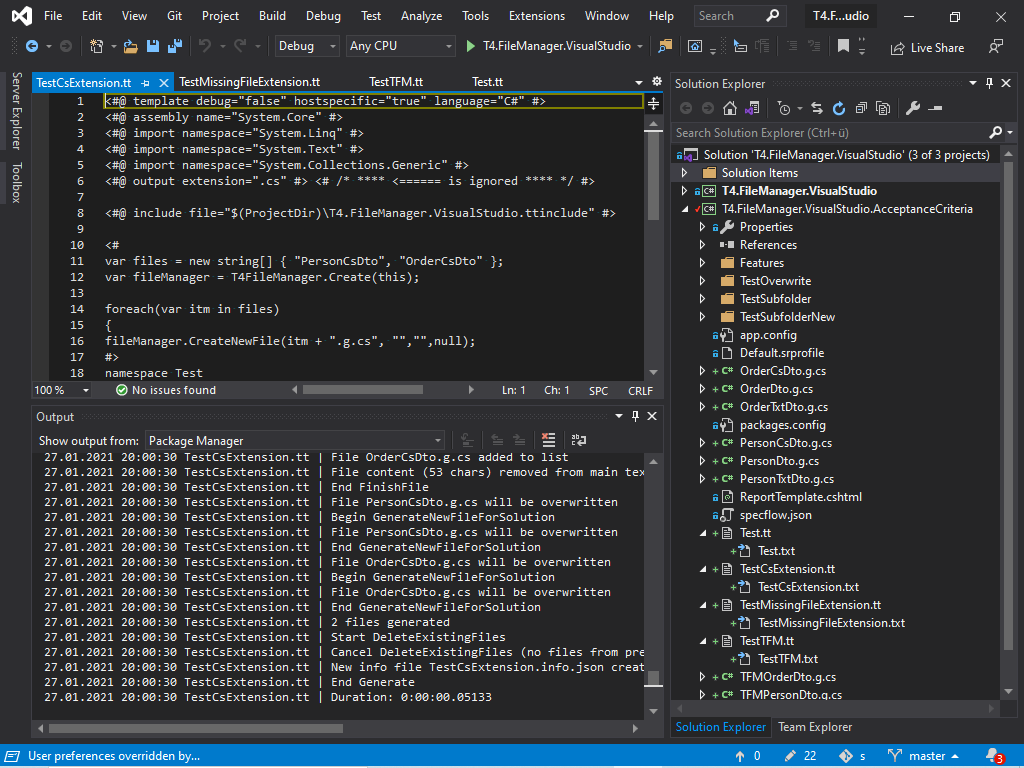 File Edit View Git Project Build Debug Test Analyze Tools Extensions Window Help Search T4.F...udio
Debug Any CPU T4.FileManager.VisualStudio Live Share
Server Explorer
Toolbox
TestCsExtension.tt TestMissingFileExtension.tt TestTFM.tt Test.tt
1 <#@ template debug="false" hostspecific="true" language="C#" #>
2 <#@ assembly name="System.Core" #>
3 <#@ import namespace="System.Linq" #>
4 <#@ import namespace="System.Text" #>
5 <#@ import namespace="System.Collections.Generic" #>
6 <#@ output extension=".cs" #> <# /* **** <====== is ignored **** */ #>
7
8 <#@ include file="$(ProjectDir)\T4.FileManager.VisualStudio.ttinclude" #>
9
10 <#
11 var files = new string[] { "PersonCsDto", "OrderCsDto" };
12 var fileManager = T4FileManager.Create(this);
13
14 foreach(var itm in files)
15 {
16 fileManager.CreateNewFile(itm + ".g.cs", "","",null);
17 #>
18 namespace Test
100 % No issues found Ln: 1 Ch: 1 SPC CRLF
Output
Show output from: Package Manager
27.01.2021 20:00:30 TestCsExtension.tt | File OrderCsDto.g.cs added to list
27.01.2021 20:00:30 TestCsExtension.tt | File content (53 chars) removed from main tex
27.01.2021 20:00:30 TestCsExtension.tt | End FinishFile
27.01.2021 20:00:30 TestCsExtension.tt | File PersonCsDto.g.cs will be overwritten
27.01.2021 20:00:30 TestCsExtension.tt | Begin GenerateNewFileForSolution
27.01.2021 20:00:30 TestCsExtension.tt | File PersonCsDto.g.cs will be overwritten
27.01.2021 20:00:30 TestCsExtension.tt | End GenerateNewFileForSolution
27.01.2021 20:00:30 TestCsExtension.tt | File OrderCsDto.g.cs will be overwritten
27.01.2021 20:00:30 TestCsExtension.tt | Begin GenerateNewFileForSolution
27.01.2021 20:00:30 TestCsExtension.tt | File OrderCsDto.g.cs will be overwritten
27.01.2021 20:00:30 TestCsExtension.tt | End GenerateNewFileForSolution
27.01.2021 20:00:30 TestCsExtension.tt | 2 files generated
27.01.2021 20:00:30 TestCsExtension.tt | Start DeleteExistingFiles
27.01.2021 20:00:30 TestCsExtension.tt | Cancel DeleteExistingFiles (no files from pre
27.01.2021 20:00:30 TestCsExtension.tt | New info file TestCsExtension.info.json creat
27.01.2021 20:00:30 TestCsExtension.tt | End Generate
27.01.2021 20:00:30 TestCsExtension.tt | Duration: 0:00:00.05133
Solution Explorer
Search Solution Explorer (Ctrl+ü)
Solution 'T4.FileManager.VisualStudio' (3 of 3 projects)
Solution Items
C# T4.FileManager.VisualStudio
C# T4.FileManager.VisualStudio.AcceptanceCriteria
Properties
References
Features
TestOverwrite
TestSubfolder
TestSubfolderNew
app.config
Default.srprofile
C# OrderCsDto.g.cs
C# OrderDto.g.cs
C# OrderTxtDto.g.cs
packages.config
C# PersonCsDto.g.cs
C# PersonDto.g.cs
C# PersonTxtDto.g.cs
ReportTemplate.cshtml
specflow.json
Test.tt
Test.txt
TestCsExtension.tt
TestCsExtension.txt
TestMissingFileExtension.tt
TestMissingFileExtension.txt
TestTFM.tt
TestTFM.txt
C# TFMOrderDto.g.cs
C# TFMPersonDto.g.cs
Solution Explorer Team Explorer
User preferences overridden by... 0 22 s master 3